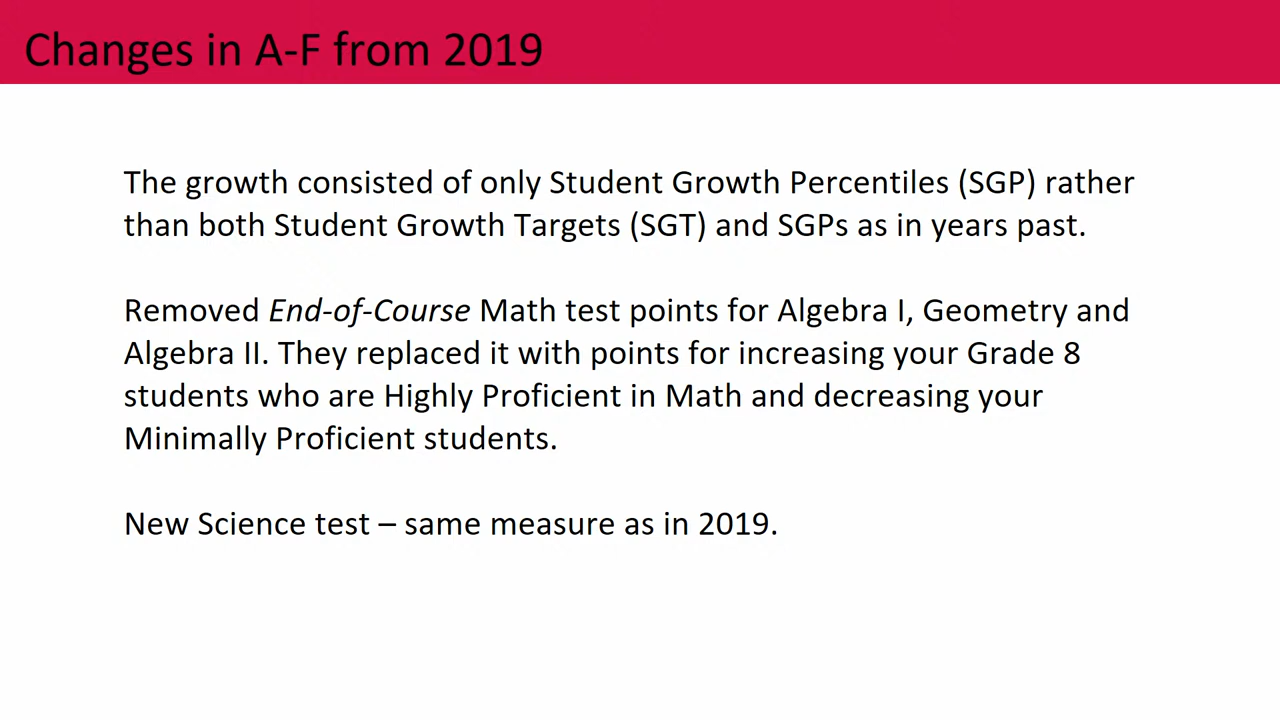 Changes in A-F from 2019
The growth consisted of only Student Growth Percentiles (SGP) rather
than both Student Growth Targets (SGT) and SGPs as in years past.
Removed End-of-Course Math test points for Algebra I, Geometry and
Algebra II. They replaced it with points for increasing your Grade 8
students who are Highly Proficient in Math and decreasing your
Minimally Proficient students.
New Science test – same measure as in 2019.